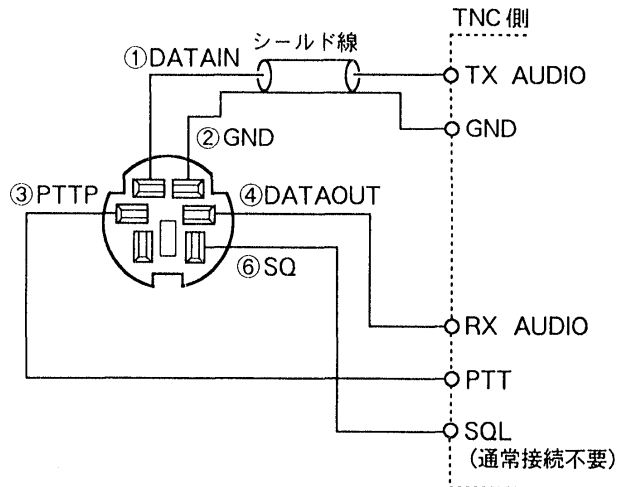 TNC側
シールド線
①DATAIN
TX AUDIO
②GND
GND
③PTTP
④DATAOUT
⑥SQ
RX AUDIO
PTT
SQL
(通常接続不要)